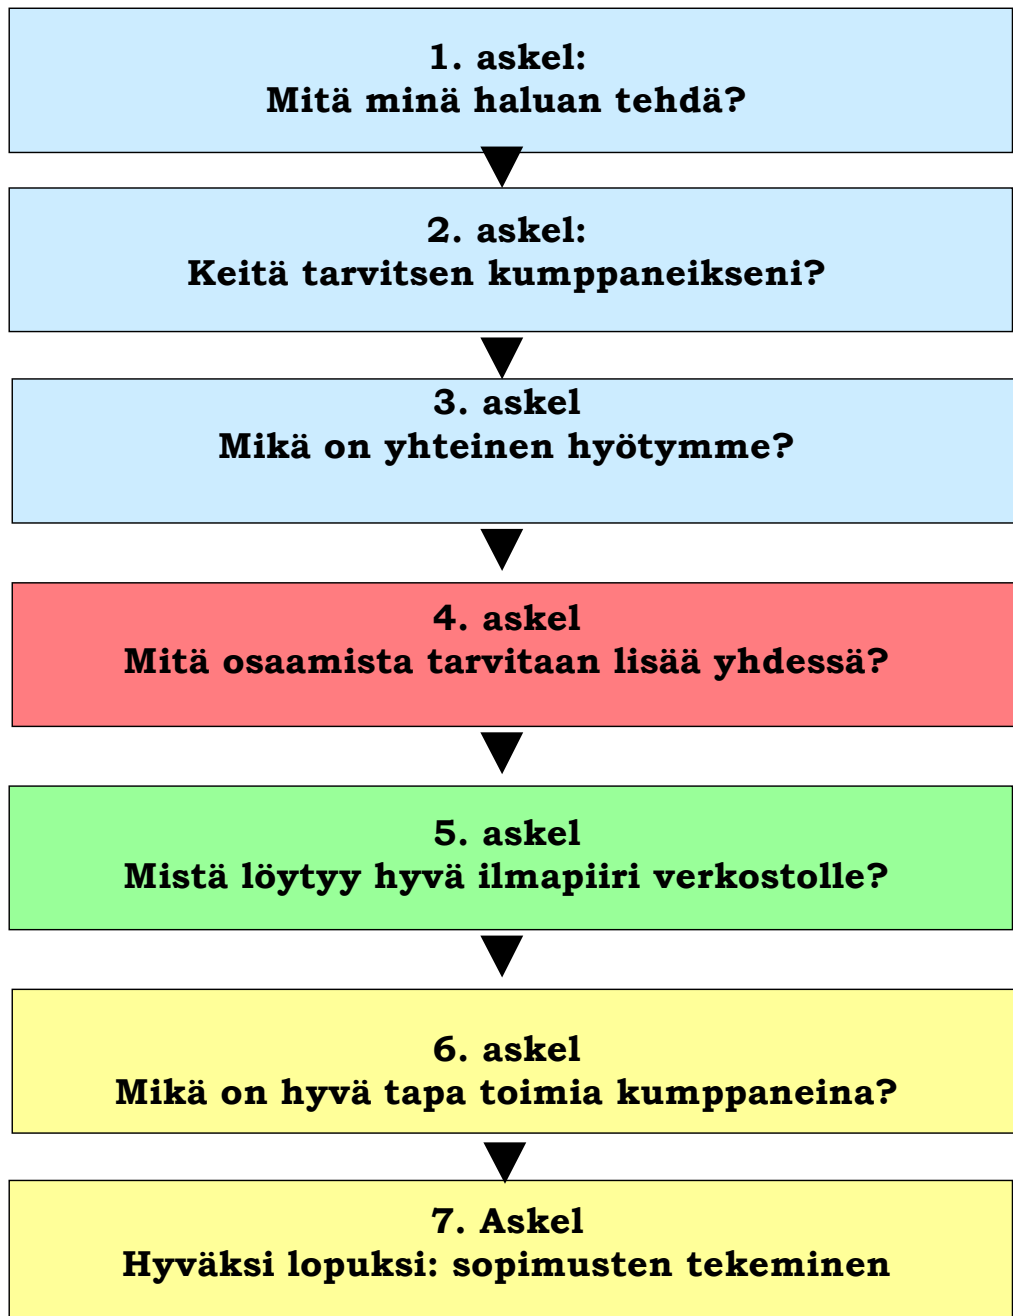 1. askel:
Mitä minä haluan tehdä?
2. askel:
Keitä tarvitsen kumppaneikseni?
3. askel
Mikä on yhteinen hyötymme?
4. askel
Mitä osaamista tarvitaan lisää yhdessä?
5. askel
Mistä löytyy hyvä ilmapiiri verkostolle?
6. askel
Mikä on hyvä tapa toimia kumppaneina?
7. Askel
Hyväksi lopuksi: sopimusten tekeminen